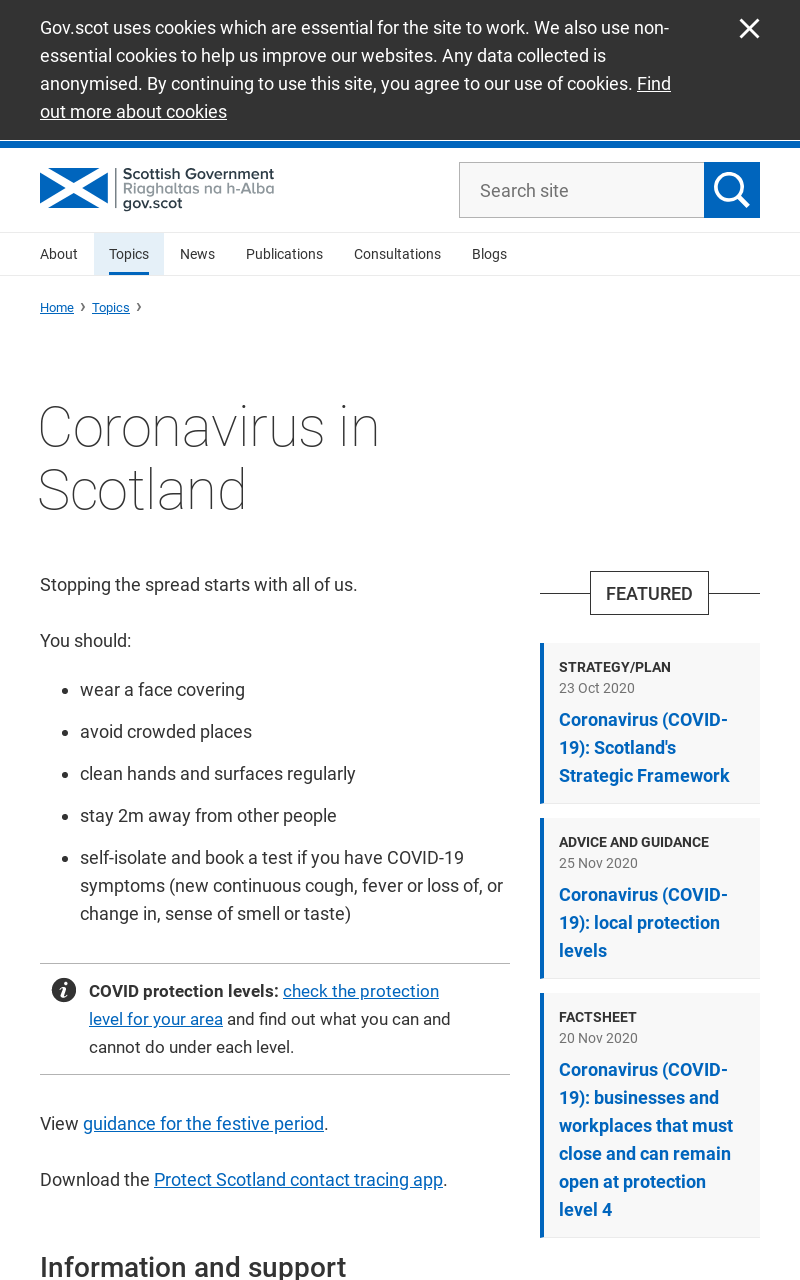 Gov.scot uses cookies which are essential for the site to work. We also use non-
essential cookies to help us improve our websites. Any data collected is
anonymised. By continuing to use this site, you agree to our use of cookies. Find
out more about cookies
Scottish Government
Riaghaltas na h-Alba
gov.scot
Search site
About
Topics
News
Publications
Consultations
Blogs
Home › Topics ›
Coronavirus in
Scotland
Stopping the spread starts with all of us.
You should:
• wear a face covering
• avoid crowded places
• clean hands and surfaces regularly
• stay 2m away from other people
• self-isolate and book a test if you have COVID-19
symptoms (new continuous cough, fever or loss of, or
change in, sense of smell or taste)
COVID protection levels: check the protection
level for your area and find out what you can and
cannot do under each level.
View guidance for the festive period.
Download the Protect Scotland contact tracing app.
Information and support
FEATURED
STRATEGY/PLAN
23 Oct 2020
Coronavirus (COVID-
19): Scotland's
Strategic Framework
ADVICE AND GUIDANCE
25 Nov 2020
Coronavirus (COVID-
19): local protection
levels
FACTSHEET
20 Nov 2020
Coronavirus (COVID-
19): businesses and
workplaces that must
close and can remain
open at protection
level 4